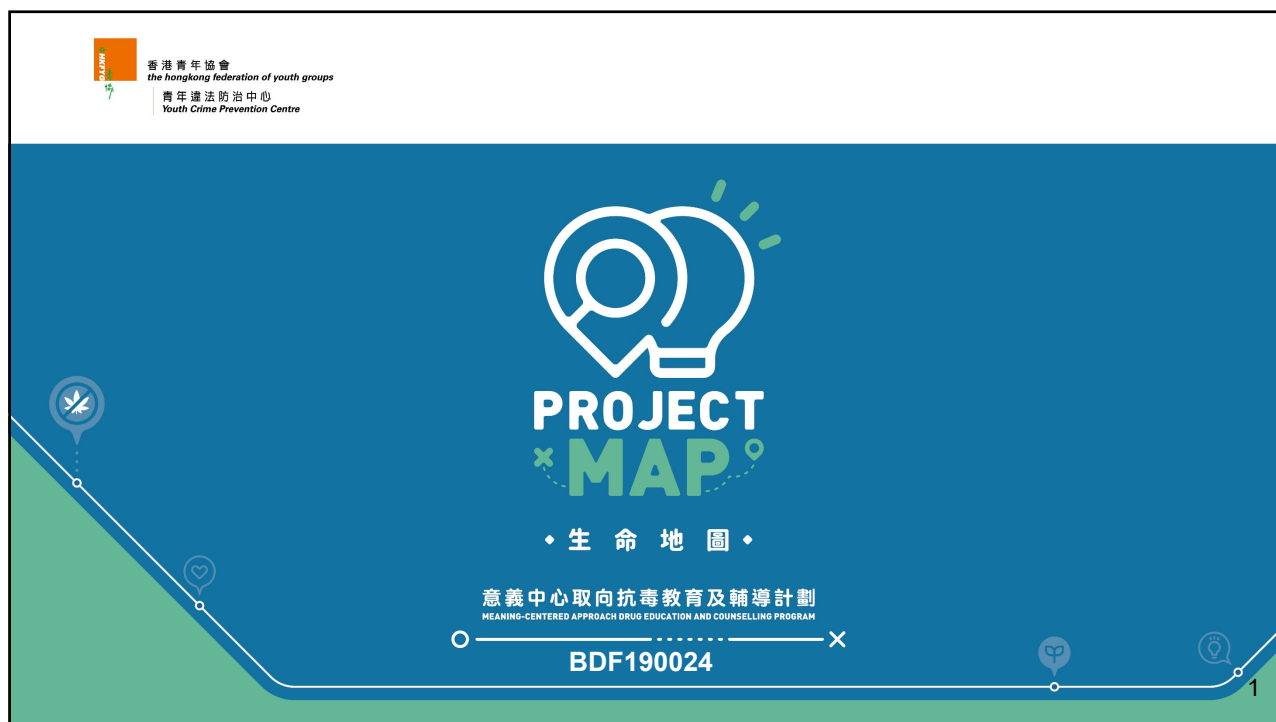 HKFYG
香港青年協會
the hongkong federation of youth groups
青年違法防治中心
Youth Crime Prevention Centre
PROJECT
MAP
•生命地圖•
意義中心取向抗毒教育及輔導計劃
MEANING-CENTERED APPROACH DRUG EDUCATION AND COUNSELLING PROGRAM
BDF190024
1